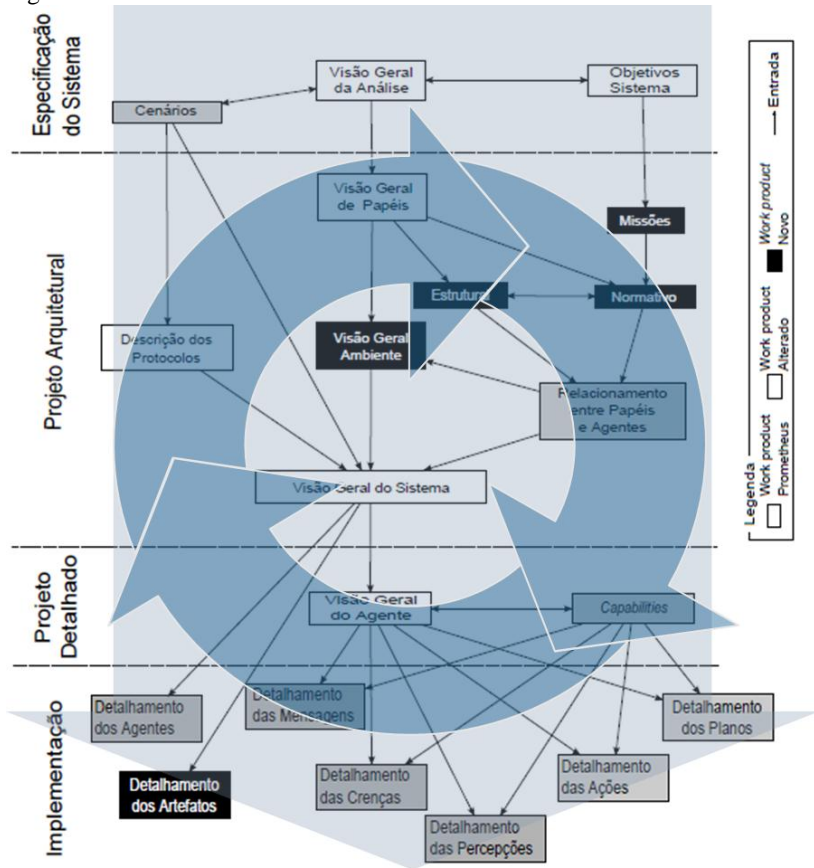 Especificação
do Sistema
Visão Geral
da Análise
Objetivos
Sistema
Cenários
Projeto Arquitetural
Visão Geral
de Papéis
Missões
Estrutural
Normativo
Descrição dos
Protocolos
Visão Geral
Ambiente
Relacionamento
entre Papéis
e Agentes
Visão Geral do Sistema
Projeto
Detalhado
Visão Geral
do Agente
Capabilities
Implementação
Detalhamento
dos Agentes
Detalhamento
das Mensagens
Detalhamento
dos Planos
Detalhamento
dos Artefatos
Detalhamento
das Crenças
Detalhamento
das Ações
Detalhamento
das Percepções
Legenda
Work product
Prometheus
Work product
Alterado
Work product
Novo
Entrada